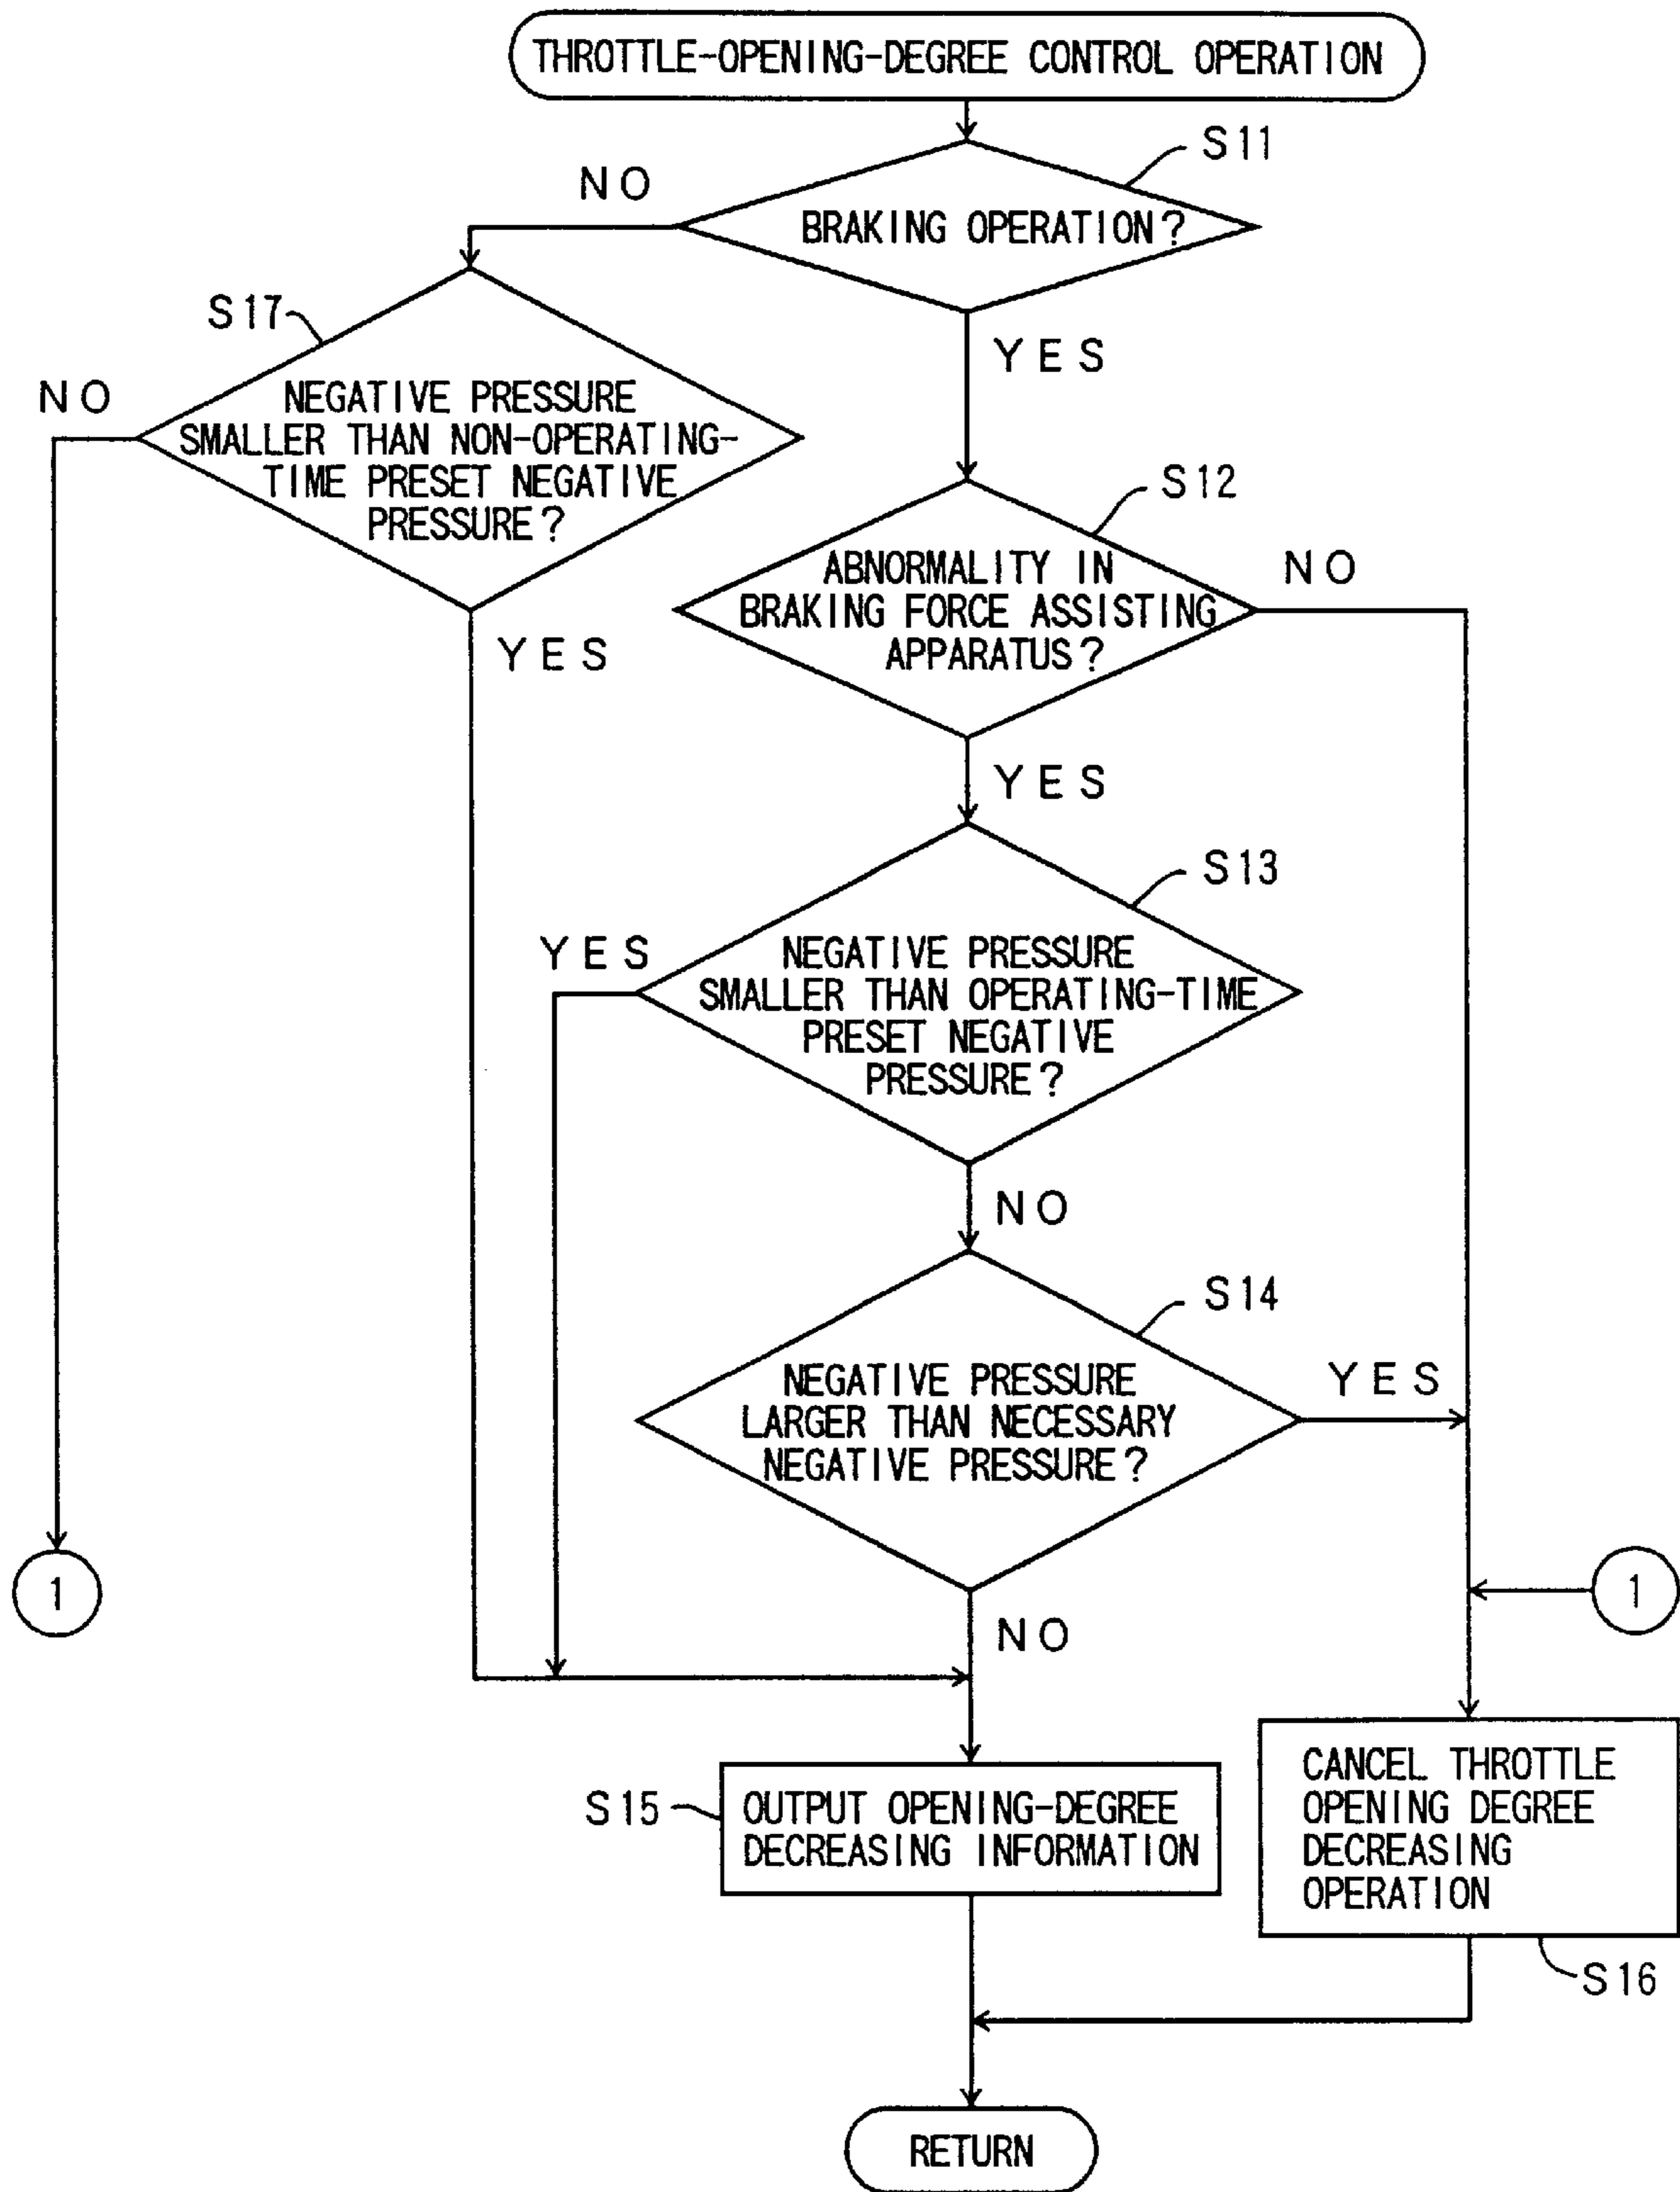 THROTTLE-OPENING-DEGREE CONTROL OPERATION
S11
NO
BRAKING OPERATION?
S17
YES
NO
NEGATIVE PRESSURE
SMALLER THAN NON-OPERATING-
TIME PRESET NEGATIVE
PRESSURE?
S12
ABNORMALITY IN
BRAKING FORCE ASSISTING
APPARATUS?
NO
YES
YES
S13
YES
NEGATIVE PRESSURE
SMALLER THAN OPERATING-TIME
PRESET NEGATIVE
PRESSURE?
NO
S14
NEGATIVE PRESSURE
LARGER THAN NECESSARY
NEGATIVE PRESSURE?
YES
1
1
NO
S15
OUTPUT OPENING-DEGREE
DECREASING INFORMATION
CANCEL THROTTLE
OPENING DEGREE
DECREASING
OPERATION
S16
RETURN